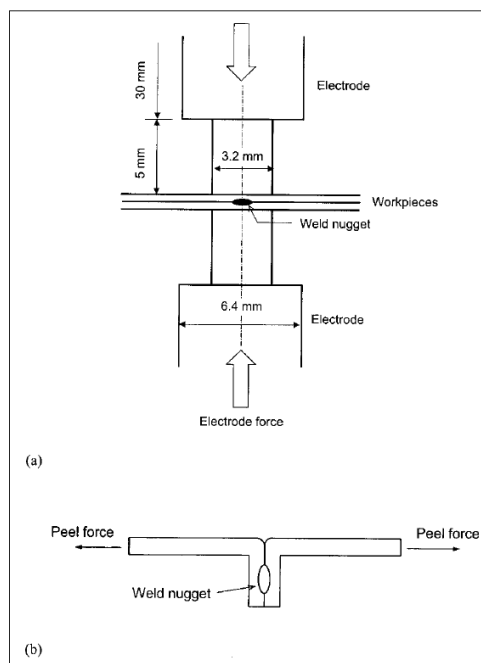 30 mm
Electrode
5 mm
3.2 mm
Workpieces
Weld nugget
6.4 mm
Electrode
Electrode force
(a)
Peel force
Peel force
Weld nugget
(b)